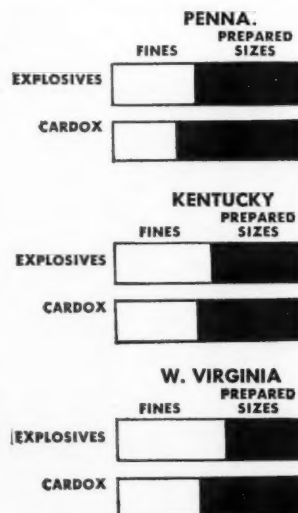 PENNA.
FINES PREPARED SIZES
EXPLOSIVES
CARDOX
KENTUCKY
FINES PREPARED SIZES
EXPLOSIVES
CARDOX
W. VIRGINIA
FINES PREPARED SIZES
EXPLOSIVES
CARDOX